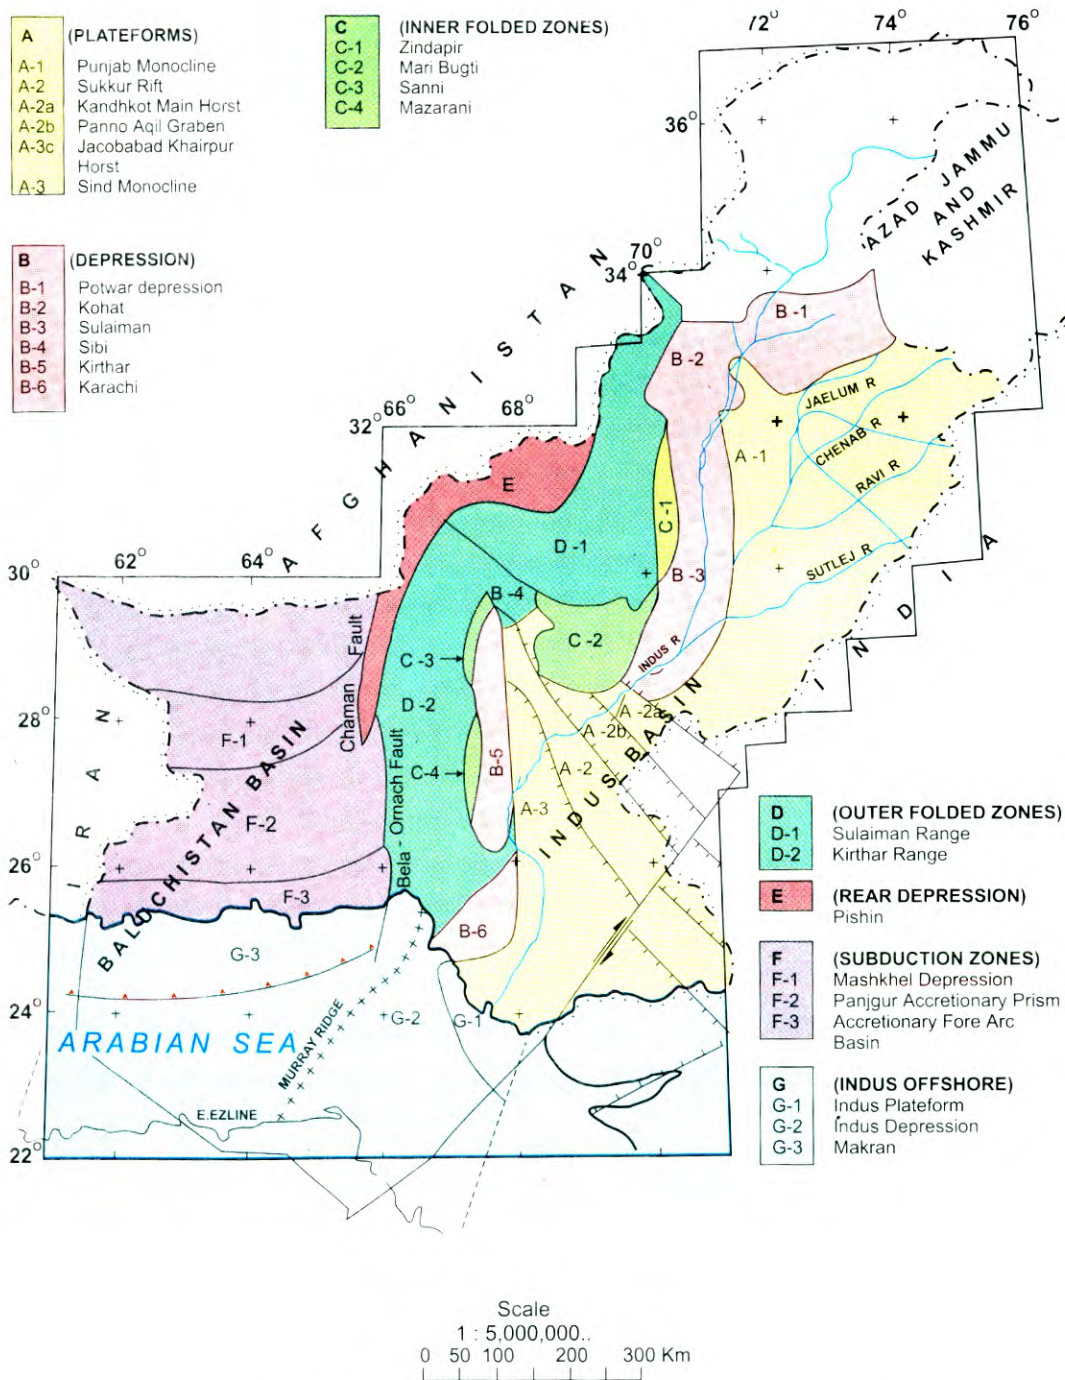 A (PLATEFORMS)
A-1 Punjab Monocline
A-2 Sukkur Rift
A-2a Kandhkot Main Horst
A-2b Panno Aqil Graben
A-3c Jacobabad Khairpur
Horst
A-3 Sind Monocline
C (INNER FOLDED ZONES)
C-1 Zindapir
C-2 Mari Bugti
C-3 Sanni
C-4 Mazarani
B (DEPRESSION)
B-1 Potwar depression
B-2 Kohat
B-3 Sulaiman
B-4 Sibi
B-5 Kirthar
B-6 Karachi
72° 74° 76°
36°
AZAD JAMMU
AND
KASHMIR
70°
34°
AFGHANISTAN
B-1
B-2
JAELUM R
32° 66° 68°
CHENAB R
A-1
RAVI R
E
C-1
D-1
SUTLEJ R
INDIA
62° 64°
30°
B-3
B-4
Chaman Fault
C-2
INDUS R
C-3
D-2
28°
A-2a
A-2b
F-1
IRAN
BALUCHISTAN BASIN
Bela - Ornach Fault
C-4
B-5
A-2
A-3
INDUS BASIN
F-2
26°
F-3
B-6
G-3
24°
G-2
G-1
ARABIAN SEA
MURRAY RIDGE
E.EZLINE
22°
D (OUTER FOLDED ZONES)
D-1 Sulaiman Range
D-2 Kirthar Range
E (REAR DEPRESSION)
Pishin
F (SUBDUCTION ZONES)
F-1 Mashkhel Depression
F-2 Panjgur Accretionary Prism
F-3 Accretionary Fore Arc
Basin
G (INDUS OFFSHORE)
G-1 Indus Plateform
G-2 Indus Depression
G-3 Makran
Scale
1 : 5,000,000..
0 50 100 200 300 Km